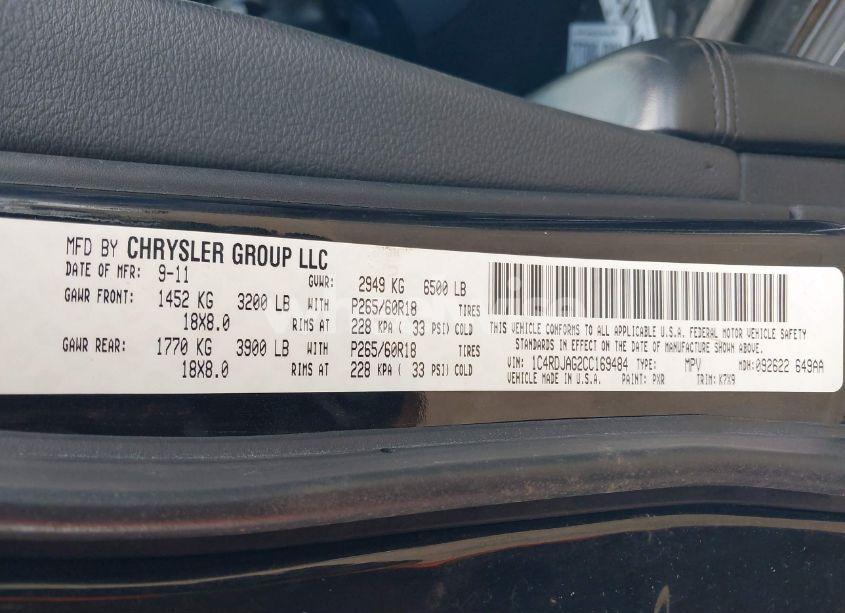 MFD BY CHRYSLER GROUP LLC
DATE OF MFR: 9-11 GVWR: 2949 KG 6500 LB
GAWR FRONT: 1452 KG 3200 LB WITH P265/60R18 TIRES
18X8.0 RIMS AT 228 KPA ( 33 PSI) COLD
GAWR REAR: 1770 KG 3900 LB WITH P265/60R18 TIRES
18X8.0 RIMS AT 228 KPA ( 33 PSI) COLD
THIS VEHICLE CONFORMS TO ALL APPLICABLE U.S.A. FEDERAL MOTOR VEHICLE SAFETY
STANDARDS IN EFFECT ON THE DATE OF MANUFACTURE SHOWN ABOVE.
VIN: 1C4RDJAG2CC169484 TYPE: MPV MDH: 092622 649AA
VEHICLE MADE IN U.S.A. PAINT: PXR TRIM: K7X9